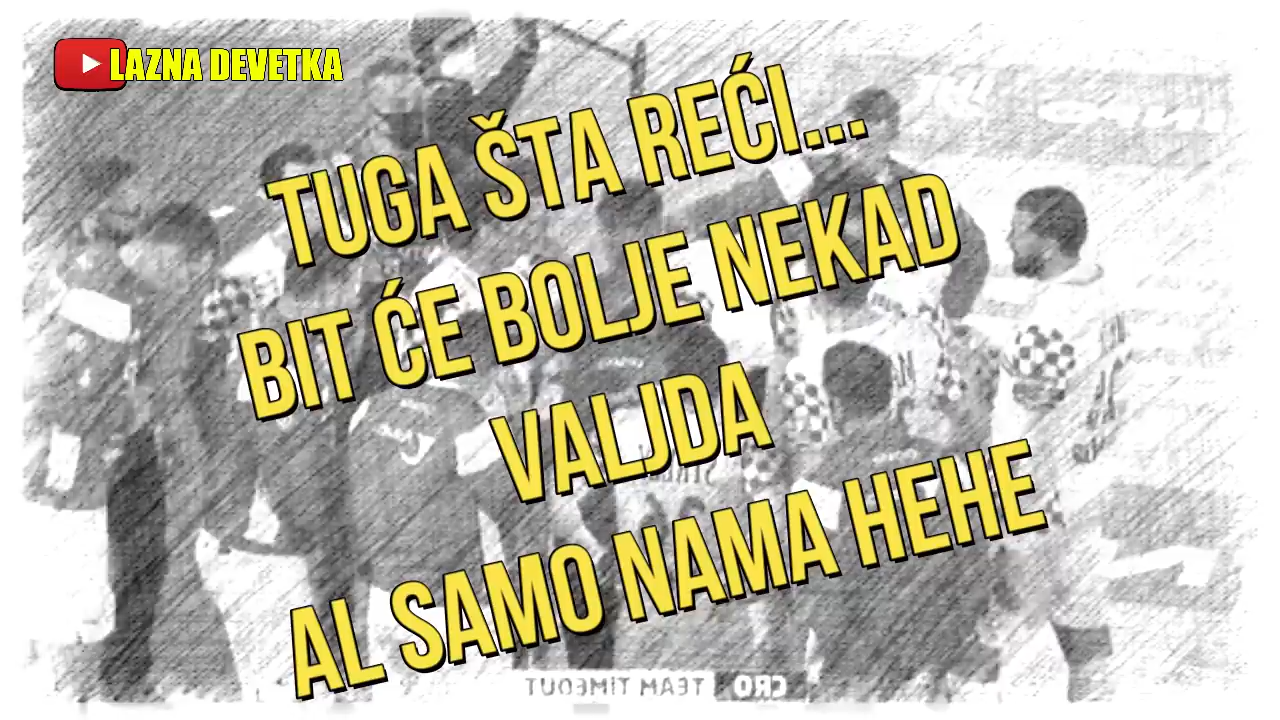 LAZNA DEVETKA
TUGA ŠTA REĆI...
BIT ĆE BOLJE NEKAD
VALJDA
AL SAMO NAMA HEHE
CRO TEAM TIMEOUT